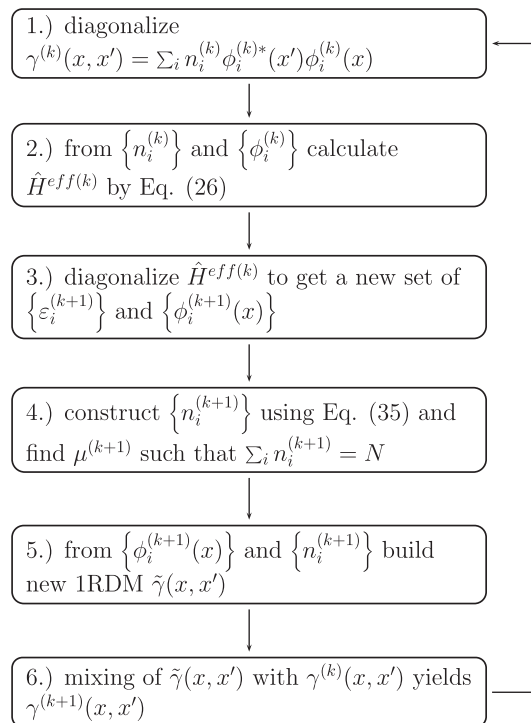 1.) diagonalize
γ^{(k)}(x, x′) = ∑_i n_i^{(k)} ϕ_i^{(k)*}(x′)ϕ_i^{(k)}(x)
2.) from {n_i^{(k)}} and {ϕ_i^{(k)}} calculate
Ĥ^{eff(k)} by Eq. (26)
3.) diagonalize Ĥ^{eff(k)} to get a new set of
{ε_i^{(k+1)}} and {ϕ_i^{(k+1)}(x)}
4.) construct {n_i^{(k+1)}} using Eq. (35) and
find μ^{(k+1)} such that ∑_i n_i^{(k+1)} = N
5.) from {ϕ_i^{(k+1)}(x)} and {n_i^{(k+1)}} build
new 1RDM γ̃(x, x′)
6.) mixing of γ̃(x, x′) with γ^{(k)}(x, x′) yields
γ^{(k+1)}(x, x′)